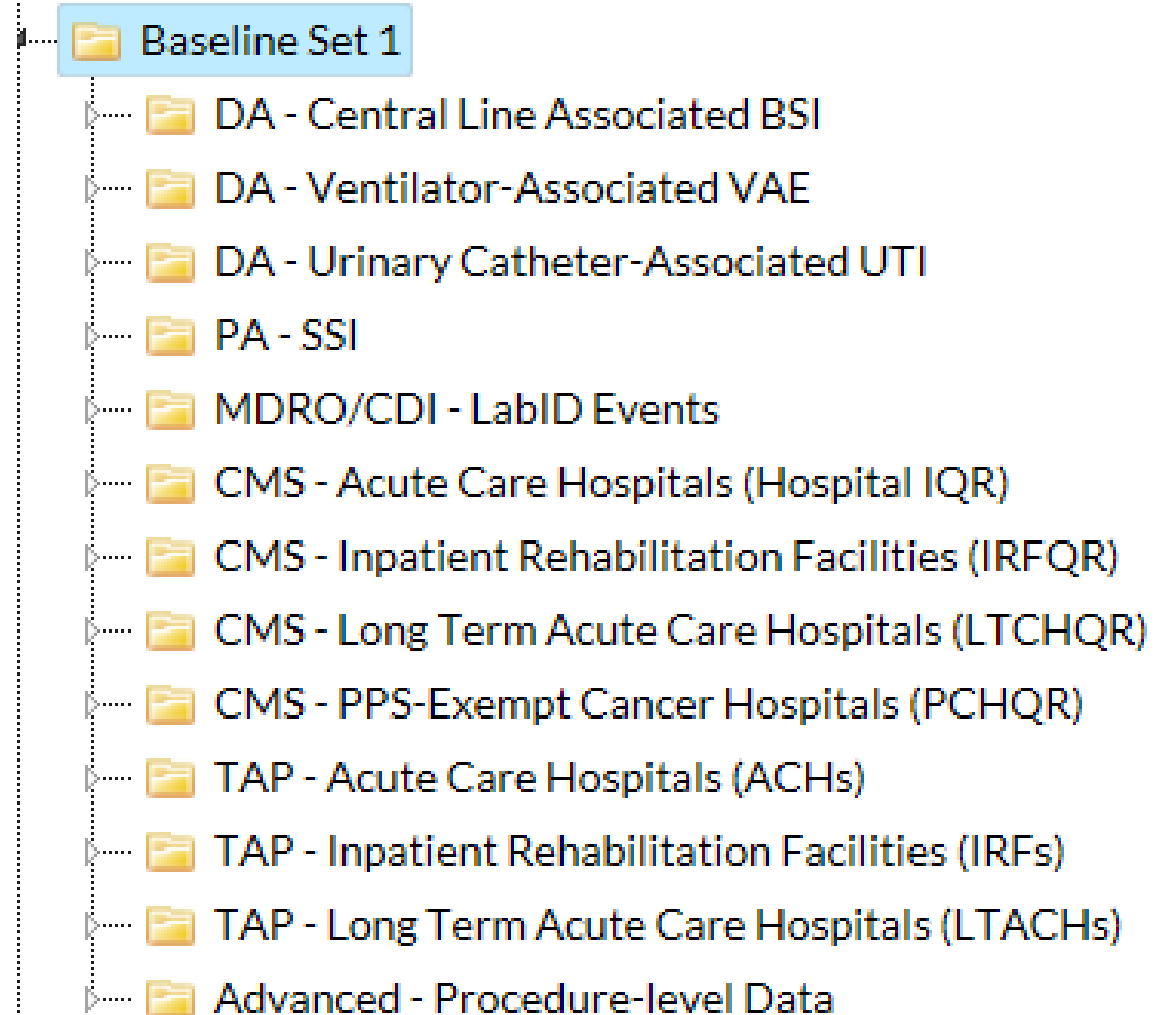 Baseline Set 1
DA - Central Line Associated BSI
DA - Ventilator-Associated VAE
DA - Urinary Catheter-Associated UTI
PA - SSI
MDRO/CDI - LabID Events
CMS - Acute Care Hospitals (Hospital IQR)
CMS - Inpatient Rehabilitation Facilities (IRFQR)
CMS - Long Term Acute Care Hospitals (LTCHQR)
CMS - PPS-Exempt Cancer Hospitals (PCHQR)
TAP - Acute Care Hospitals (ACHs)
TAP - Inpatient Rehabilitation Facilities (IRFs)
TAP - Long Term Acute Care Hospitals (LTACHs)
Advanced - Procedure-level Data